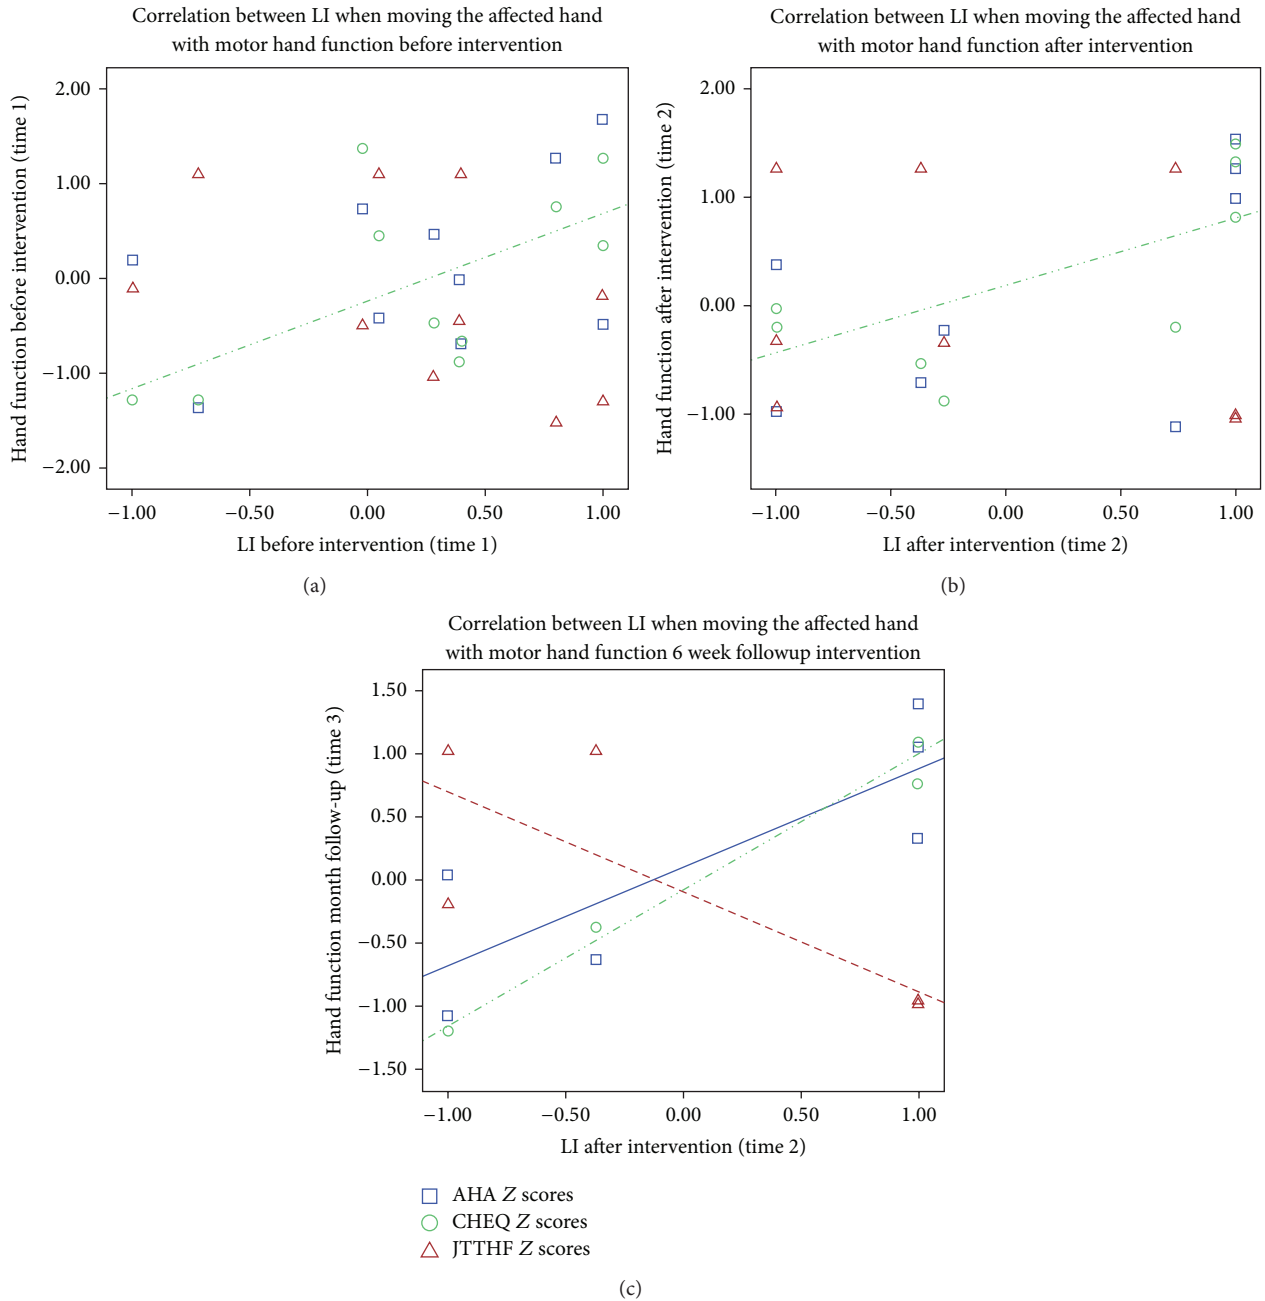 Correlation between LI when moving the affected hand
with motor hand function before intervention
Hand function before intervention (time 1)
2.00
1.00
0.00
−1.00
−2.00
−1.00 −0.50 0.00 0.50 1.00
LI before intervention (time 1)
(a)
Correlation between LI when moving the affected hand
with motor hand function after intervention
Hand function after intervention (time 2)
2.00
1.00
0.00
−1.00
−1.00 −0.50 0.00 0.50 1.00
LI after intervention (time 2)
(b)
Correlation between LI when moving the affected hand
with motor hand function 6 week followup intervention
Hand function month follow-up (time 3)
1.50
1.00
0.50
0.00
−0.50
−1.00
−1.50
−1.00 −0.50 0.00 0.50 1.00
LI after intervention (time 2)
AHA Z scores
CHEQ Z scores
JTTHF Z scores
(c)